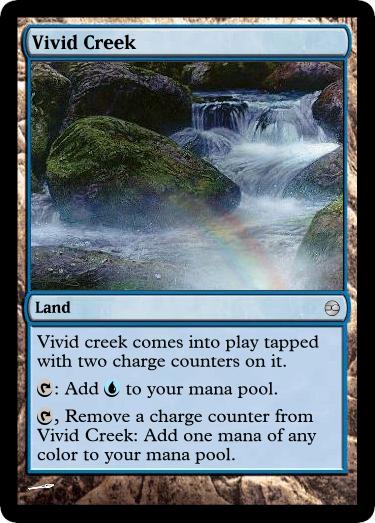 Vivid Creek
Land
Vivid creek comes into play tapped
with two charge counters on it.
: Add to your mana pool.
, Remove a charge counter from
Vivid Creek: Add one mana of any
color to your mana pool.